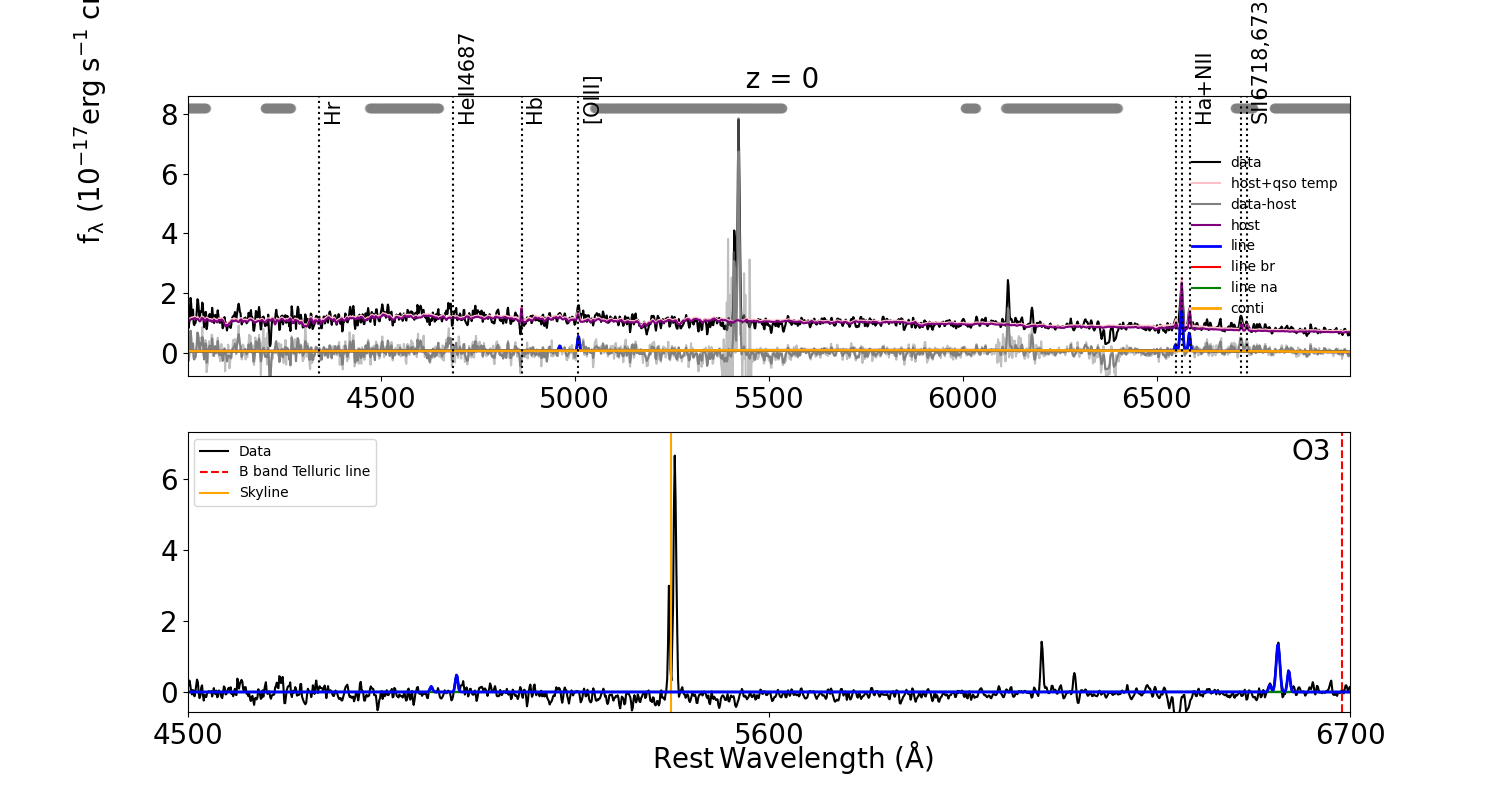 z = 0
Hr
HeII4687
Hb
[OIII]
Ha+NII
SII6718,673
fλ (10⁻¹⁷erg s⁻¹
8
6
4
2
0
data
host+qso temp
data-host
host
line
line br
line na
conti
4500 5000 5500 6000 6500
O3
Data
B band Telluric line
Skyline
6
4
2
0
4500 5600 6700
Rest Wavelength (Å)